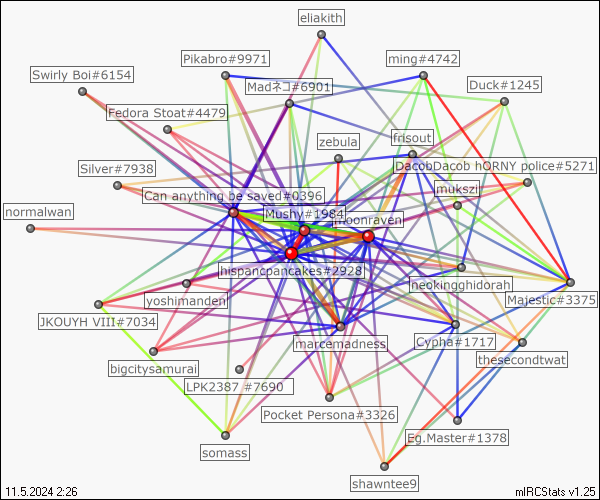 eliakith
Pikabro#9971
ming#4742
Swirly Boi#6154
Madネコ#6901
Duck#1245
Fedora Stoat#4479
zebula
frisout
DacobDacob hORNY police#5271
Silver#7938
mukszi
Can anything be saved#0396
normalwan
Mushy#1984
moonraven
hispancpancakes#2928
neokingghidorah
yoshimanden
Majestic#3375
JKOUYH VIII#7034
marcemadness
Cypha#1717
bigcitysamurai
thesecondtwat
LPK2387 #7690
Pocket Persona#3326
Eg.Master#1378
somass
shawntee9
11.5.2024 2:26
mIRCStats v1.25